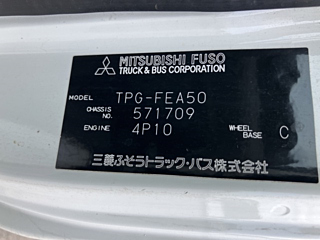 MITSUBISHI FUSO
TRUCK & BUS CORPORATION
MODEL TPG-FEA50
CHASSIS NO. 571709
ENGINE 4P10 WHEEL BASE C
三菱ふそうトラック・バス株式会社